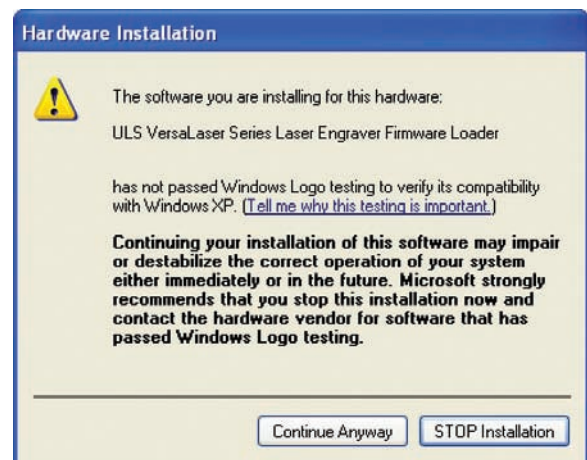 Hardware Installation
The software you are installing for this hardware:
ULS VersaLaser Series Laser Engraver Firmware Loader
has not passed Windows Logo testing to verify its compatibility
with Windows XP. (Tell me why this testing is important.)
Continuing your installation of this software may impair
or destabilize the correct operation of your system
either immediately or in the future. Microsoft strongly
recommends that you stop this installation now and
contact the hardware vendor for software that has
passed Windows Logo testing.
Continue Anyway
STOP Installation